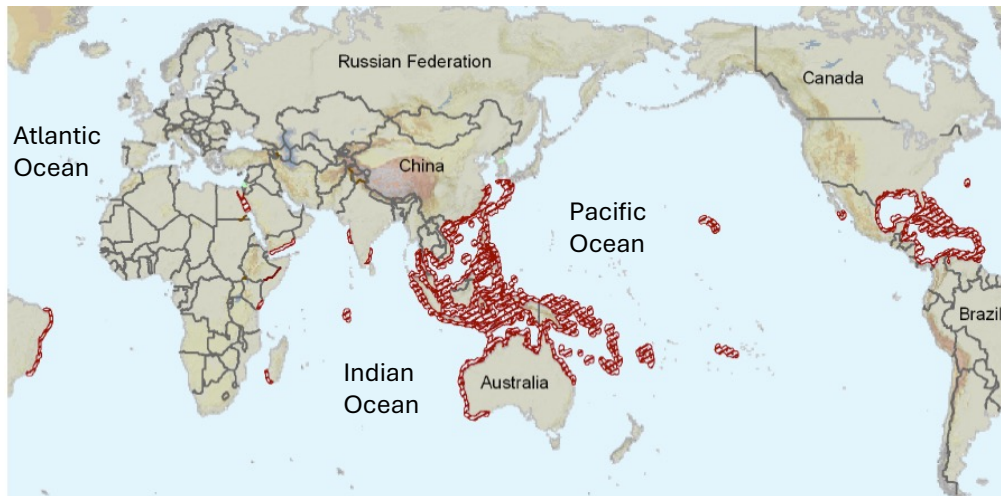 Russian Federation
Canada
Atlantic
Ocean
China
Pacific
Ocean
Brazil
Indian
Ocean
Australia